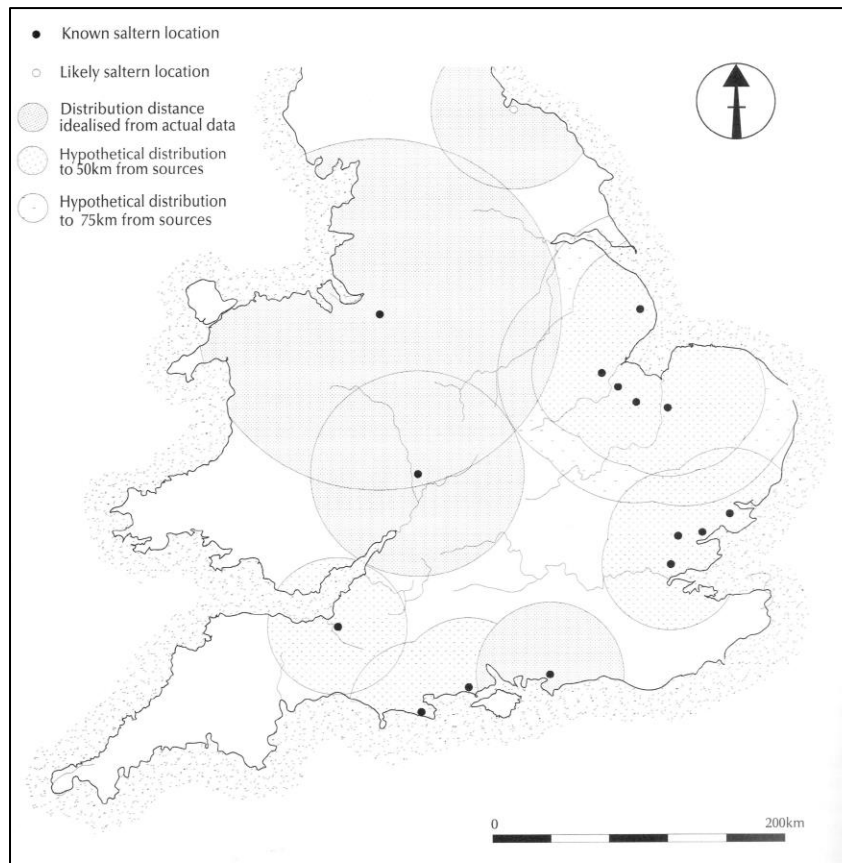 Known saltern location
Likely saltern location
Distribution distance
idealised from actual data
Hypothetical distribution
to 50km from sources
Hypothetical distribution
to 75km from sources
0
200km